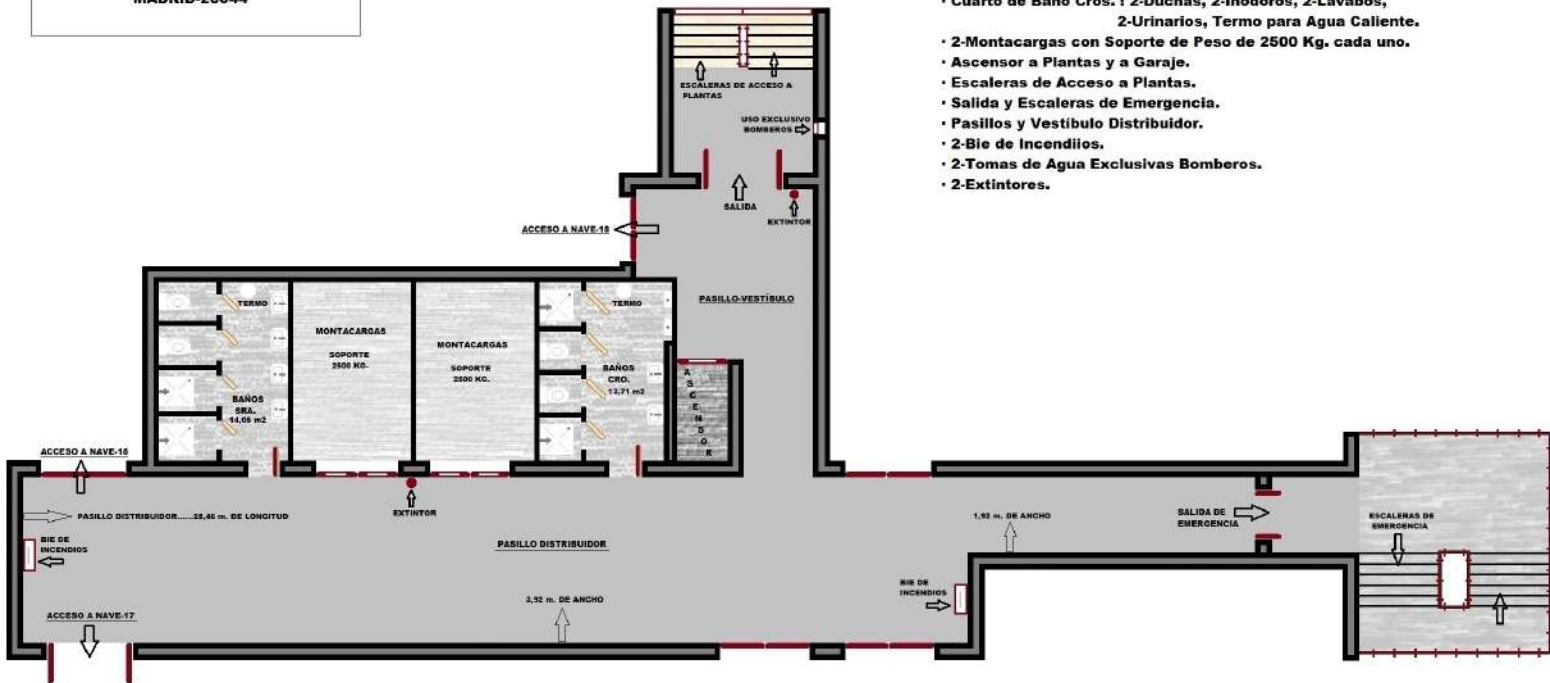 MADRID-28044
· Cuarto de Baño Cros. : 2-Duchas, 2-Inodoros, 2-Lavabos,
2-Urinarios, Termo para Agua Caliente.
· 2-Montacargas con Soporte de Peso de 2500 Kg. cada uno.
· Ascensor a Plantas y a Garaje.
· Escaleras de Acceso a Plantas.
· Salida y Escaleras de Emergencia.
· Pasillos y Vestíbulo Distribuidor.
· 2-Bie de Incendiios.
· 2-Tomas de Agua Exclusivas Bomberos.
· 2-Extintores.
ESCALERAS DE ACCESO A
PLANTAS
USO EXCLUSIVO
BOMBEROS
SALIDA
EXTINTOR
ACCESO A NAVE-18
PASILLO-VESTÍBULO
TERMO
MONTACARGAS
SOPORTE
2500 KG.
MONTACARGAS
SOPORTE
2500 KG.
TERMO
BAÑOS
SRA.
14,05 m2
BAÑOS
CRO.
13,71 m2
ASCENSOR
ACCESO A NAVE-16
EXTINTOR
PASILLO DISTRIBUIDOR......28,46 m. DE LONGITUD
BIE DE
INCENDIOS
PASILLO DISTRIBUIDOR
1,92 m. DE ANCHO
SALIDA DE
EMERGENCIA
ESCALERAS DE
EMERGENCIA
BIE DE
INCENDIOS
3,92 m. DE ANCHO
ACCESO A NAVE-17